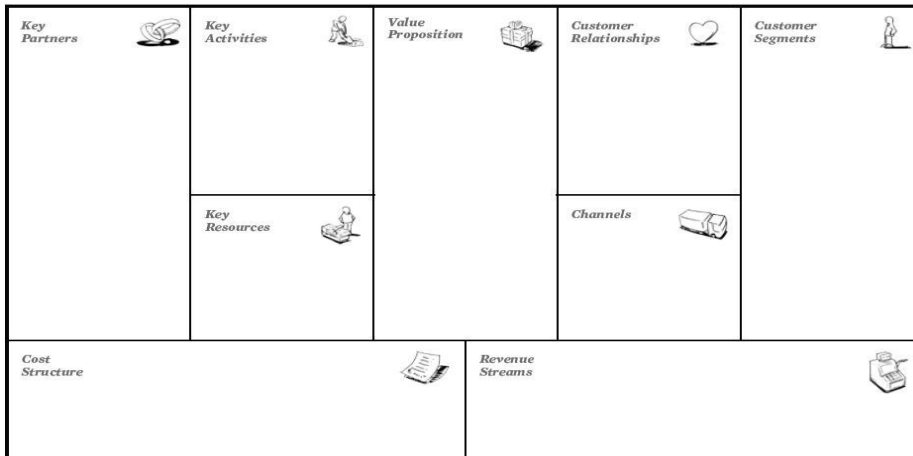 Key
Partners
Key
Activities
Value
Proposition
Customer
Relationships
Customer
Segments
Key
Resources
Channels
Cost
Structure
Revenue
Streams